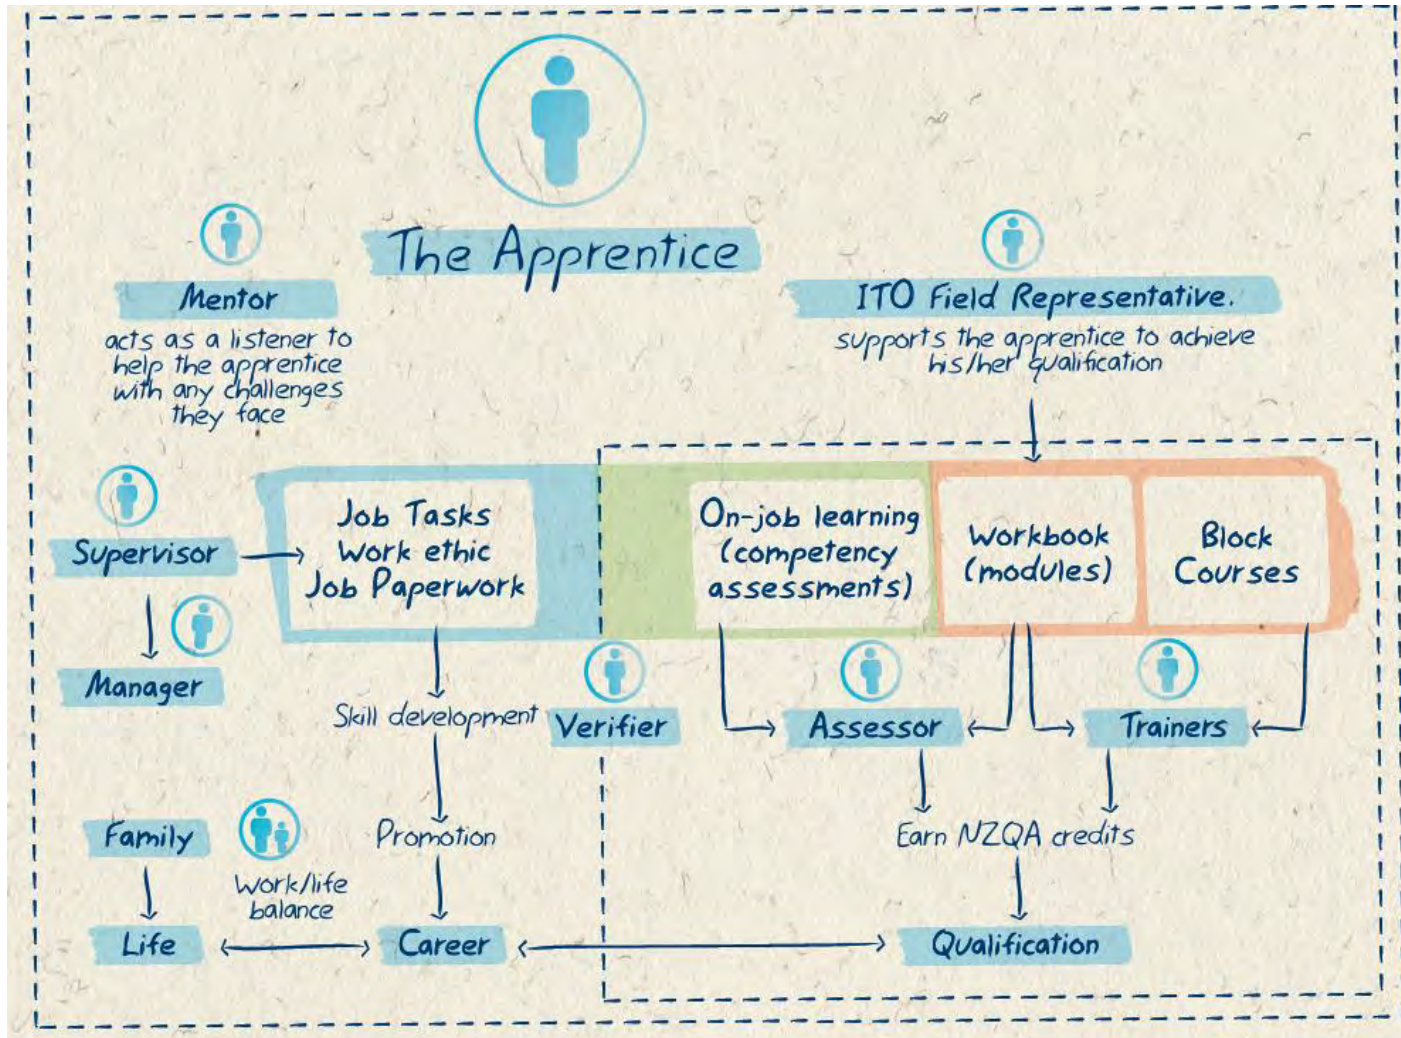 The Apprentice
Mentor
acts as a listener to
help the apprentice
with any challenges
they face
ITO Field Representative.
supports the apprentice to achieve
his/her qualification
Supervisor
Manager
Job Tasks
Work ethic
Job Paperwork
On-job learning
(competency
assessments)
Workbook
(modules)
Block
Courses
Skill development
Verifier
Assessor
Trainers
Family
Work/life
balance
Promotion
Earn NZQA credits
Life
Career
Qualification